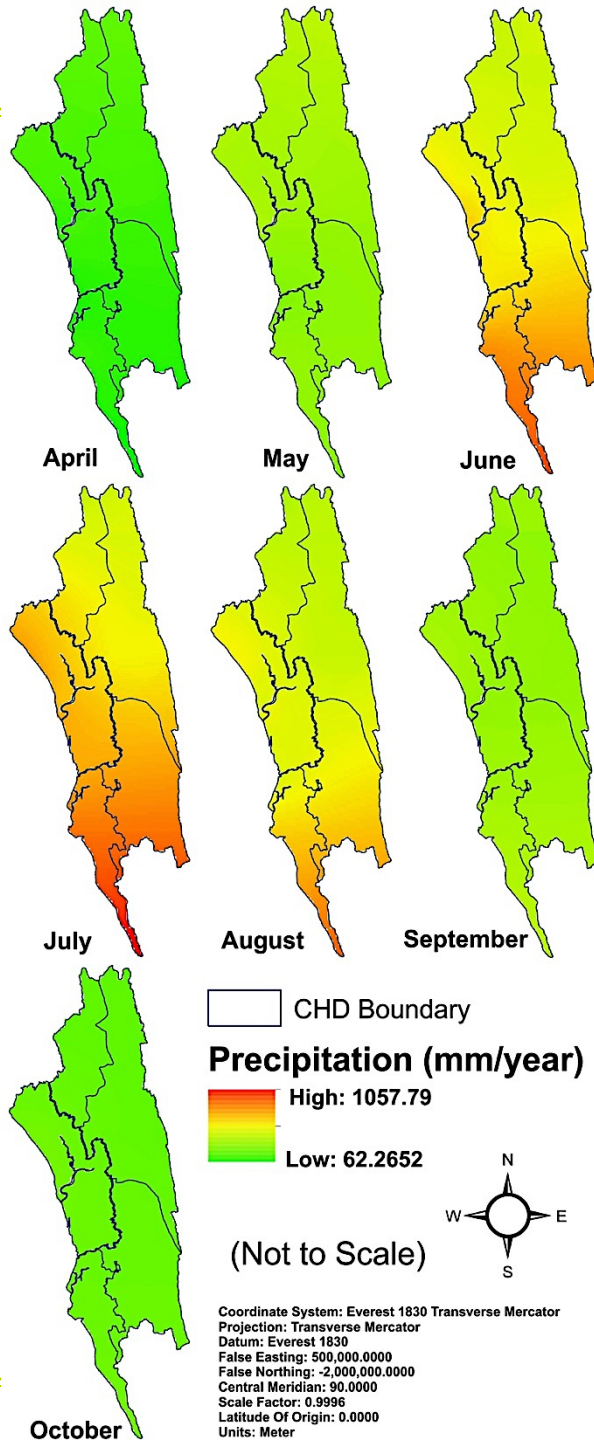 April
May
June
July
August
September
CHD Boundary
Precipitation (mm/year)
High: 1057.79
Low: 62.2652
N
W
E
S
(Not to Scale)
Coordinate System: Everest 1830 Transverse Mercator
Projection: Transverse Mercator
Datum: Everest 1830
False Easting: 500,000.0000
False Northing: -2,000,000.0000
Central Meridian: 90.0000
Scale Factor: 0.9996
Latitude Of Origin: 0.0000
Units: Meter
October